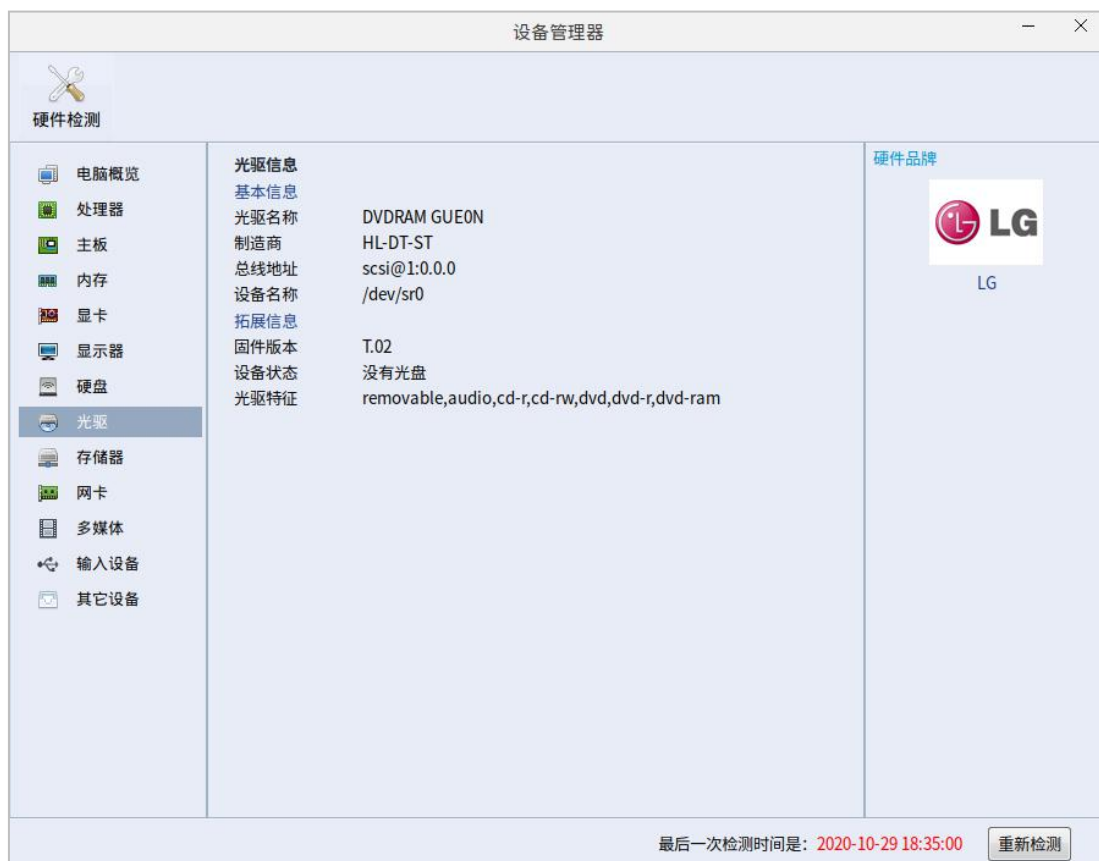 设备管理器
硬件检测
电脑概览
处理器
主板
内存
显卡
显示器
硬盘
光驱
存储器
网卡
多媒体
输入设备
其它设备
光驱信息
基本信息
光驱名称 DVDRAM GUE0N
制造商 HL-DT-ST
总线地址 scsi@1:0.0.0
设备名称 /dev/sr0
拓展信息
固件版本 T.02
设备状态 没有光盘
光驱特征 removable,audio,cd-r,cd-rw,dvd,dvd-r,dvd-ram
硬件品牌
LG
LG
最后一次检测时间是：2020-10-29 18:35:00 重新检测